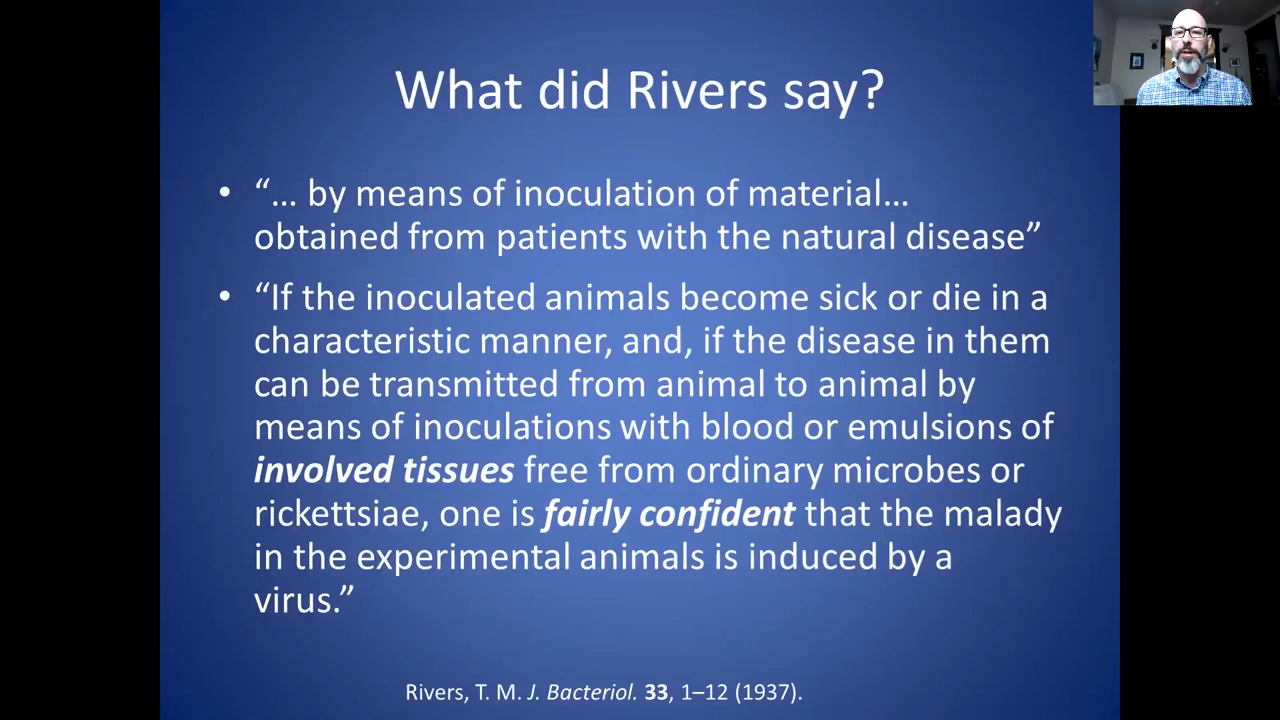 What did Rivers say?
• “… by means of inoculation of material…
obtained from patients with the natural disease”
• “If the inoculated animals become sick or die in a
characteristic manner, and, if the disease in them
can be transmitted from animal to animal by
means of inoculations with blood or emulsions of
involved tissues free from ordinary microbes or
rickettsiae, one is fairly confident that the malady
in the experimental animals is induced by a
virus.”
Rivers, T. M. J. Bacteriol. 33, 1–12 (1937).